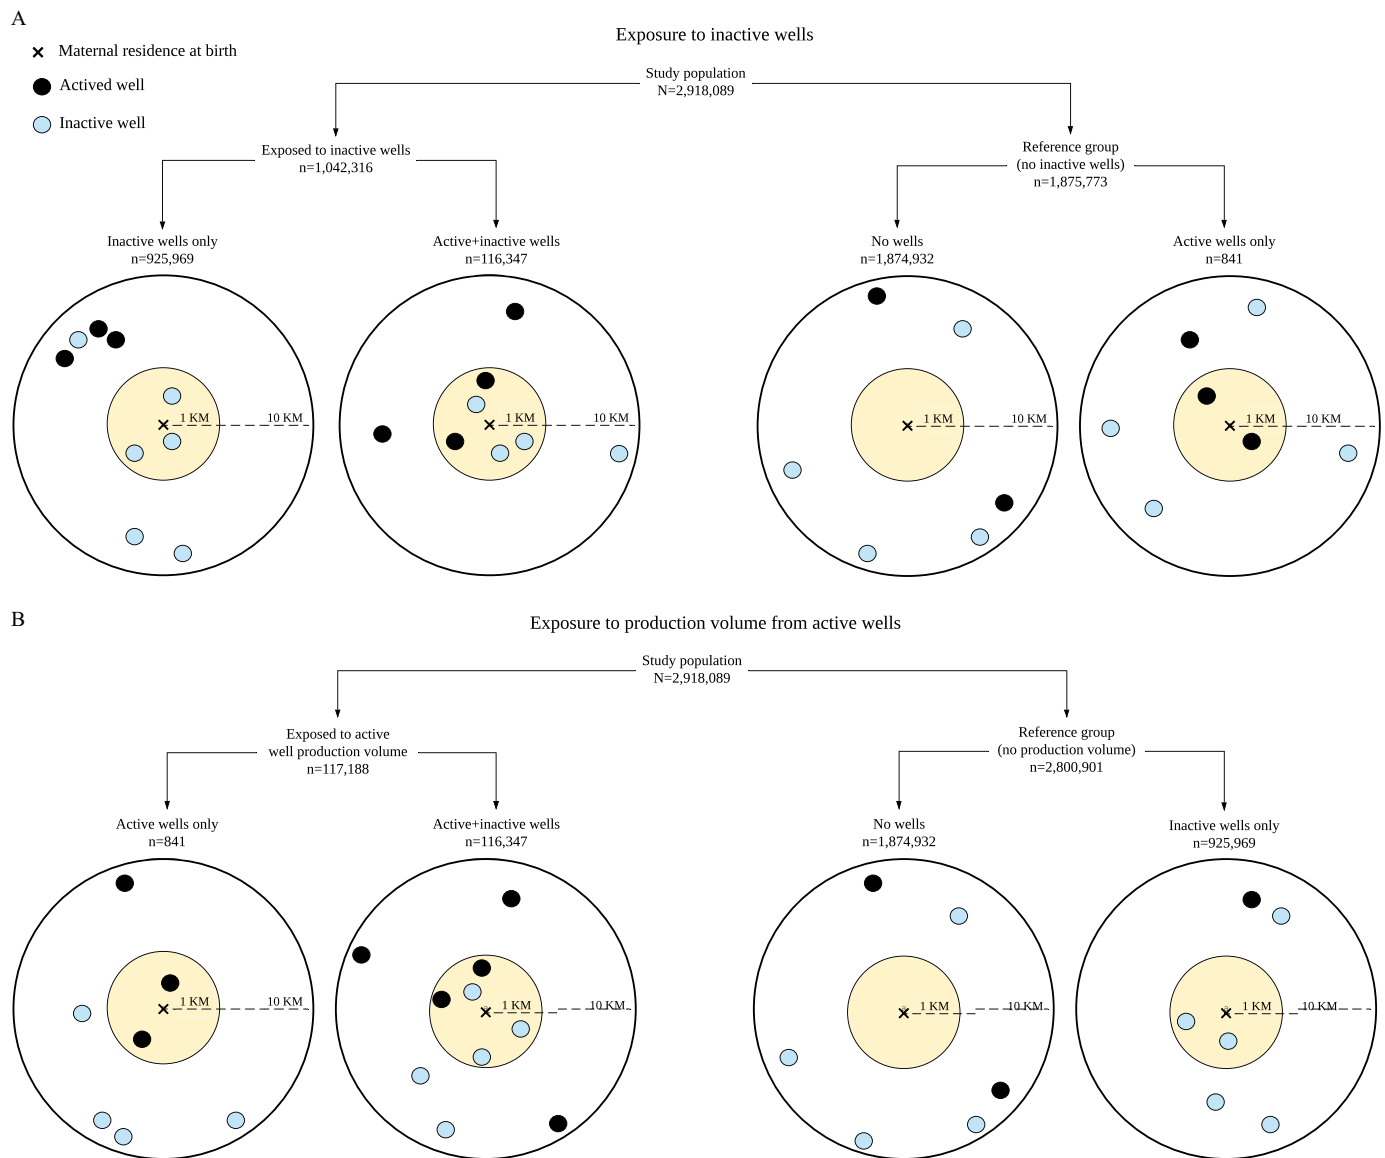 A
Exposure to inactive wells
Maternal residence at birth
Actived well
Inactive well
Study population
N=2,918,089
Exposed to inactive wells
n=1,042,316
Reference group
(no inactive wells)
n=1,875,773
Inactive wells only
n=925,969
Active+inactive wells
n=116,347
No wells
n=1,874,932
Active wells only
n=841
1 KM
10 KM
1 KM
10 KM
1 KM
10 KM
1 KM
10 KM
B
Exposure to production volume from active wells
Study population
N=2,918,089
Exposed to active
well production volume
n=117,188
Reference group
(no production volume)
n=2,800,901
Active wells only
n=841
Active+inactive wells
n=116,347
No wells
n=1,874,932
Inactive wells only
n=925,969
1 KM
10 KM
1 KM
10 KM
1 KM
10 KM
1 KM
10 KM